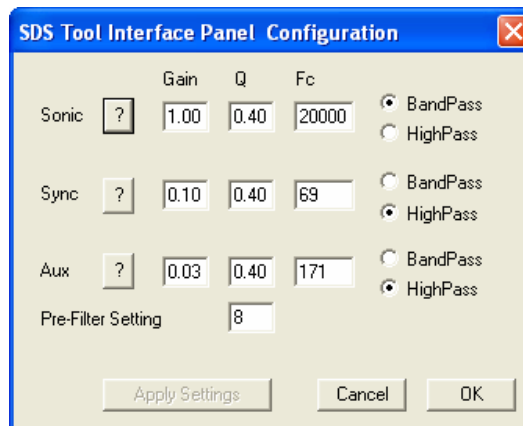 SDS Tool Interface Panel Configuration
Gain Q Fc
Sonic ? 1.00 0.40 20000 BandPass
HighPass
Sync ? 0.10 0.40 69 BandPass
HighPass
Aux ? 0.03 0.40 171 BandPass
HighPass
Pre-Filter Setting 8
Apply Settings Cancel OK